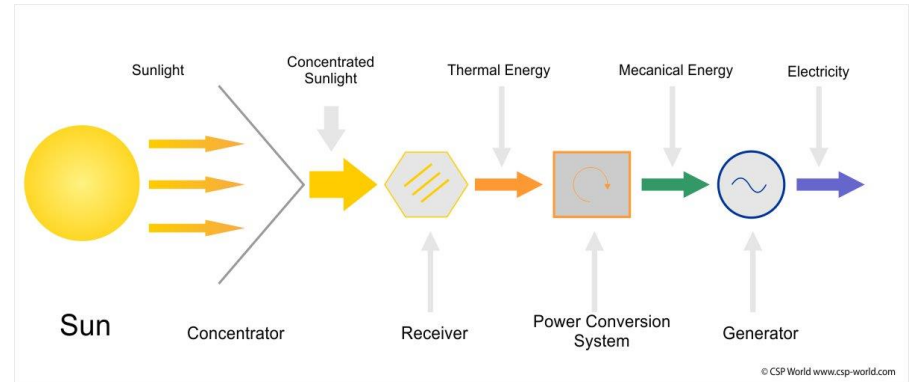 Sunlight
Concentrated
Sunlight
Thermal Energy
Mecanical Energy
Electricity
Sun
Concentrator
Receiver
Power Conversion
System
Generator
© CSP World www.csp-world.com